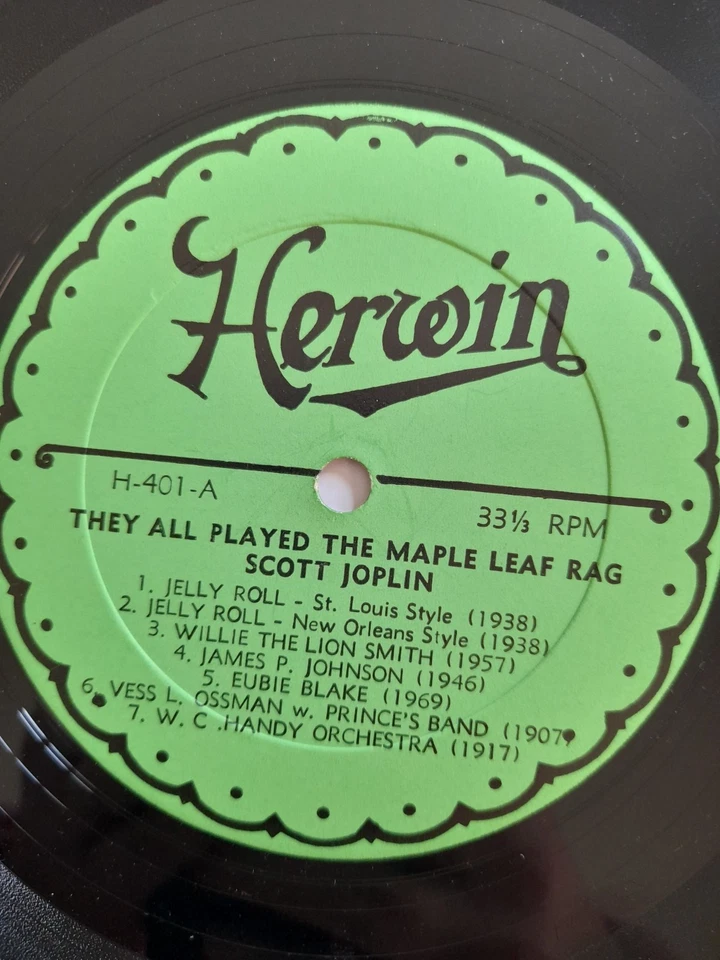 Herwin
H-401-A
33⅓ RPM
THEY ALL PLAYED THE MAPLE LEAF RAG
SCOTT JOPLIN
1. JELLY ROLL - St. Louis Style (1938)
2. JELLY ROLL - New Orleans Style (1938)
3. WILLIE THE LION SMITH (1957)
4. JAMES P. JOHNSON (1946)
5. EUBIE BLAKE (1969)
6. VESS L. OSSMAN w. PRINCE'S BAND (1907)
7. W. C .HANDY ORCHESTRA (1917)